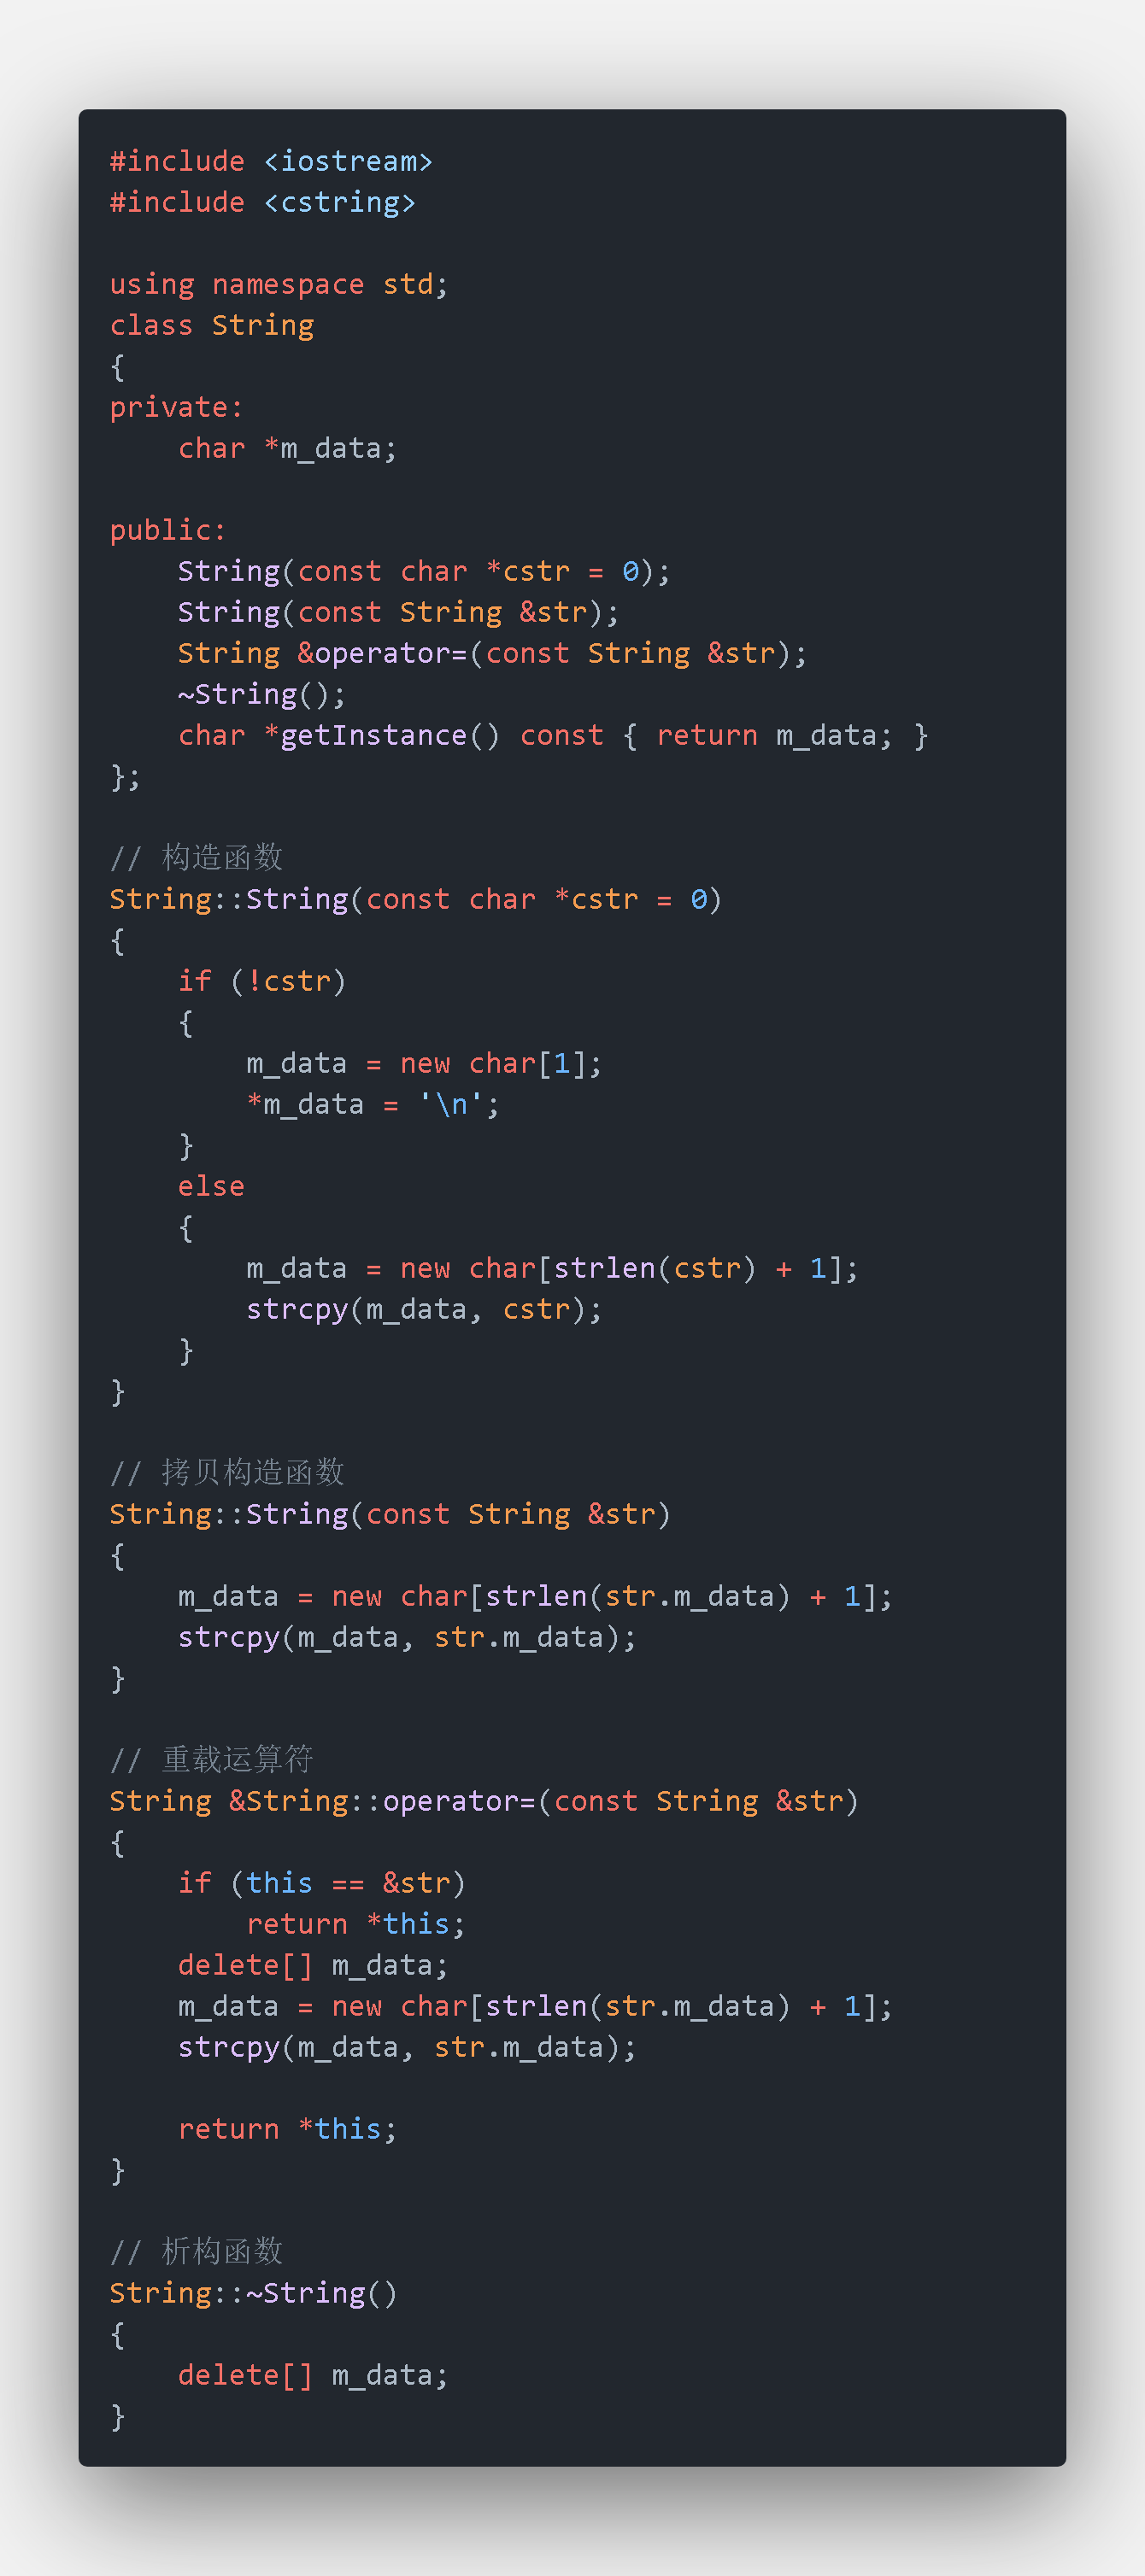 #include <iostream>
#include <cstring>

using namespace std;
class String
{
private:
    char *m_data;

public:
    String(const char *cstr = 0);
    String(const String &str);
    String &operator=(const String &str);
    ~String();
    char *getInstance() const { return m_data; }
};

// 构造函数
String::String(const char *cstr = 0)
{
    if (!cstr)
    {
        m_data = new char[1];
        *m_data = '\n';
    }
    else
    {
        m_data = new char[strlen(cstr) + 1];
        strcpy(m_data, cstr);
    }
}

// 拷贝构造函数
String::String(const String &str)
{
    m_data = new char[strlen(str.m_data) + 1];
    strcpy(m_data, str.m_data);
}

// 重载运算符
String &String::operator=(const String &str)
{
    if (this == &str)
        return *this;
    delete[] m_data;
    m_data = new char[strlen(str.m_data) + 1];
    strcpy(m_data, str.m_data);

    return *this;
}

// 析构函数
String::~String()
{
    delete[] m_data;
}